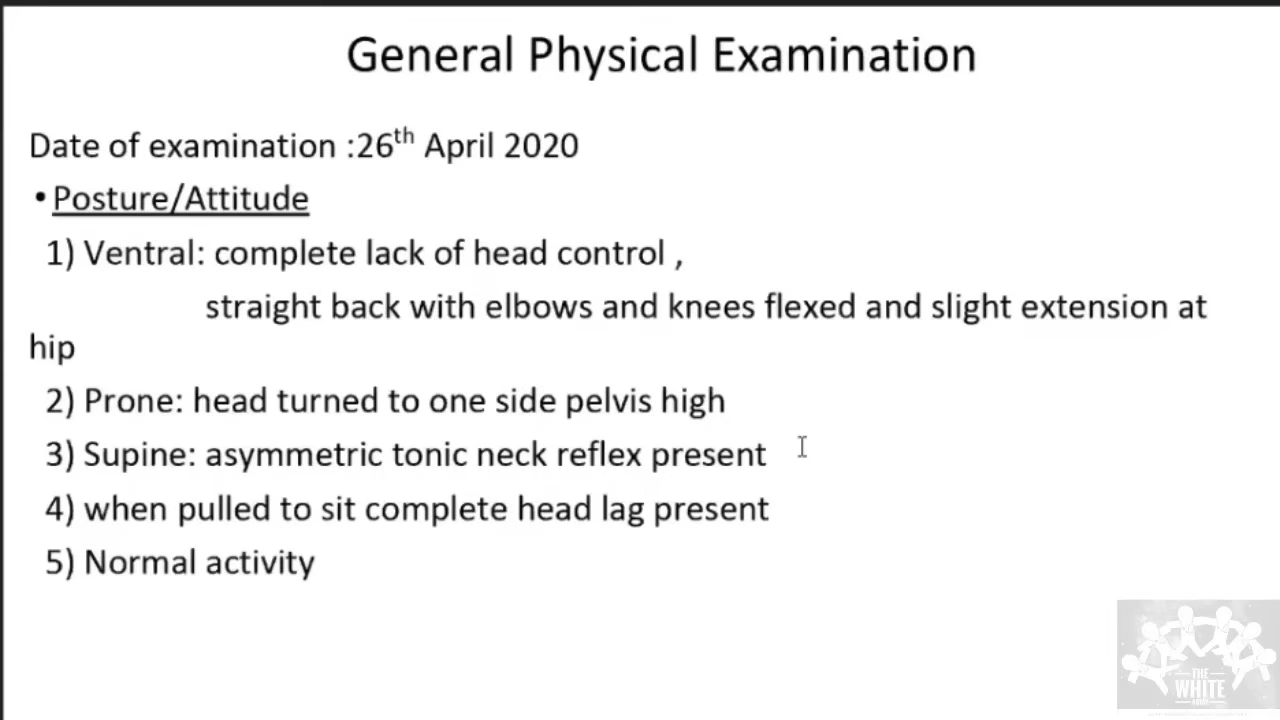 General Physical Examination
Date of examination :26th April 2020
• Posture/Attitude
1) Ventral: complete lack of head control ,
straight back with elbows and knees flexed and slight extension at
hip
2) Prone: head turned to one side pelvis high
3) Supine: asymmetric tonic neck reflex present
4) when pulled to sit complete head lag present
5) Normal activity
THE
WHITE
ARMY